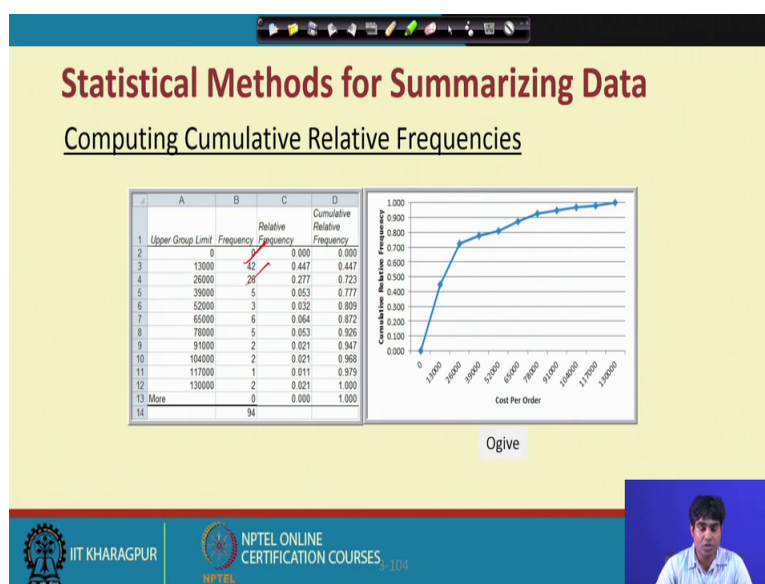 Statistical Methods for Summarizing Data
Computing Cumulative Relative Frequencies
A B C D
1 Upper Group Limit Frequency Relative Frequency Cumulative Relative Frequency
2 0 0 0.000 0.000
3 13000 42 0.447 0.447
4 26000 26 0.277 0.723
5 39000 5 0.053 0.777
6 52000 3 0.032 0.809
7 65000 6 0.064 0.872
8 78000 5 0.053 0.926
9 91000 2 0.021 0.947
10 104000 2 0.021 0.968
11 117000 1 0.011 0.979
12 130000 2 0.021 1.000
13 More 0 0.000 1.000
14 94
Cumulative Relative Frequency
1.000
0.900
0.800
0.700
0.600
0.500
0.400
0.300
0.200
0.100
0.000
0 13000 26000 39000 52000 65000 78000 91000 104000 117000 130000
Cost Per Order
Ogive
IIT KHARAGPUR
NPTEL
NPTEL ONLINE
CERTIFICATION COURSES
3-104